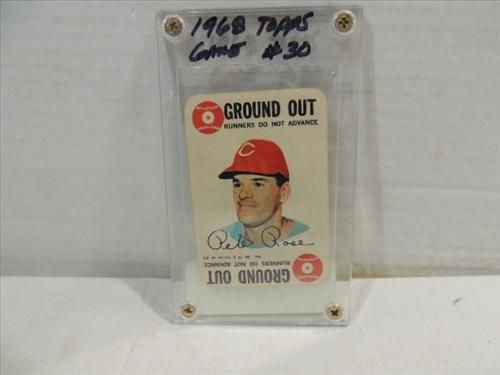 1968 TOPPS
GAME #30
GROUND OUT
RUNNERS DO NOT ADVANCE
C
Pete Rose
RUNNERS DO NOT ADVANCE
GROUND OUT